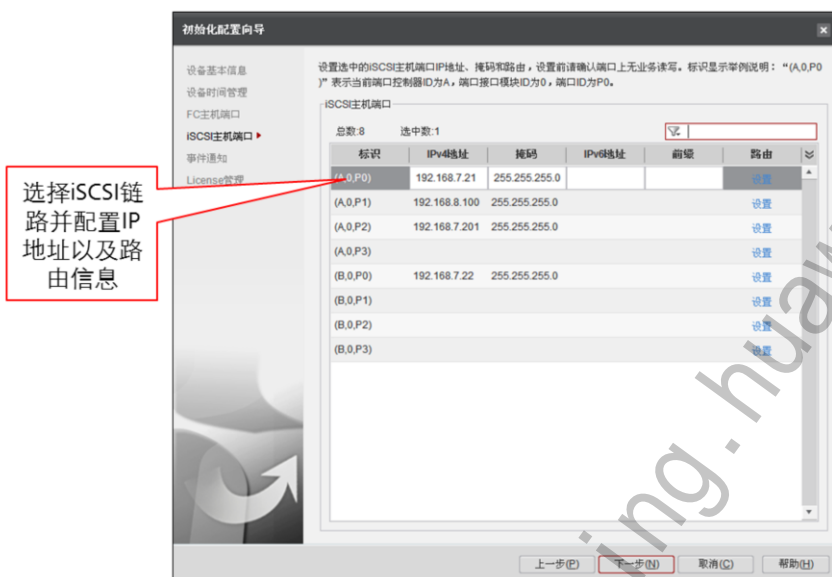 初始化配置向导
设备基本信息
设备时间管理
FC主机端口
iSCSI主机端口
事件通知
License管理
设置选中的iSCSI主机端口IP地址、掩码和路由，设置前请确认端口上无业务读写。标识显示举例说明：“(A,0,P0
)”表示当前端口控制器ID为A，端口接口模块ID为0，端口ID为P0。
iSCSI主机端口
总数:8 选中数:1
标识 IPv4地址 掩码 IPv6地址 前缀 路由
(A,0,P0) 192.168.7.21 255.255.255.0 设置
(A,0,P1) 192.168.8.100 255.255.255.0 设置
(A,0,P2) 192.168.7.201 255.255.255.0 设置
(A,0,P3) 设置
(B,0,P0) 192.168.7.22 255.255.255.0 设置
(B,0,P1) 设置
(B,0,P2) 设置
(B,0,P3) 设置
选择iSCSI链
路并配置IP
地址以及路
由信息
上一步(P) 下一步(N) 取消(C) 帮助(H)
ing.huaw